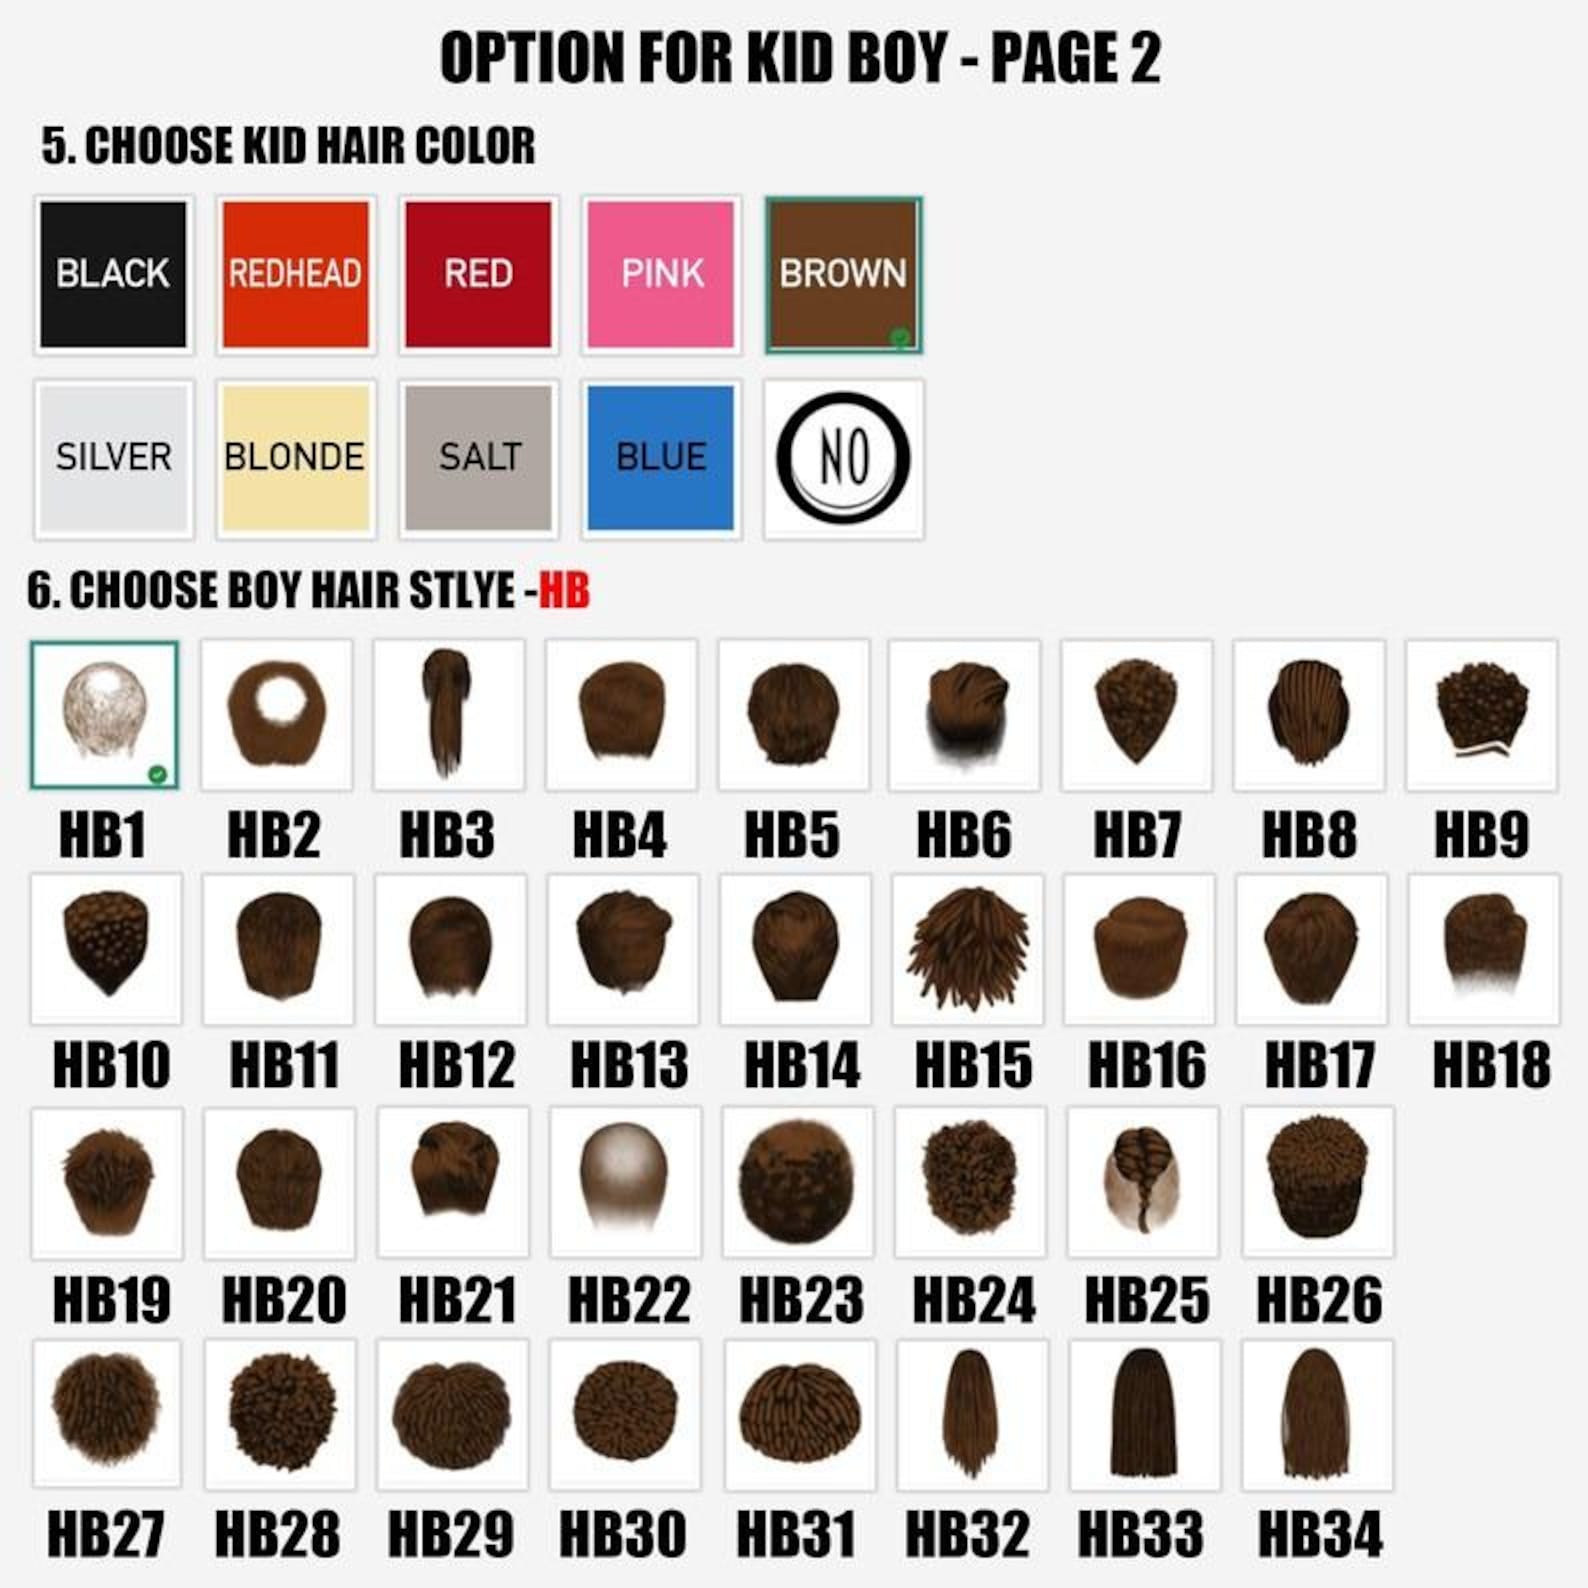 OPTION FOR KID BOY - PAGE 2
5. CHOOSE KID HAIR COLOR
BLACK REDHEAD RED PINK BROWN
SILVER BLONDE SALT BLUE NO
6. CHOOSE BOY HAIR STLYE -HB
HB1 HB2 HB3 HB4 HB5 HB6 HB7 HB8 HB9
HB10 HB11 HB12 HB13 HB14 HB15 HB16 HB17 HB18
HB19 HB20 HB21 HB22 HB23 HB24 HB25 HB26
HB27 HB28 HB29 HB30 HB31 HB32 HB33 HB34